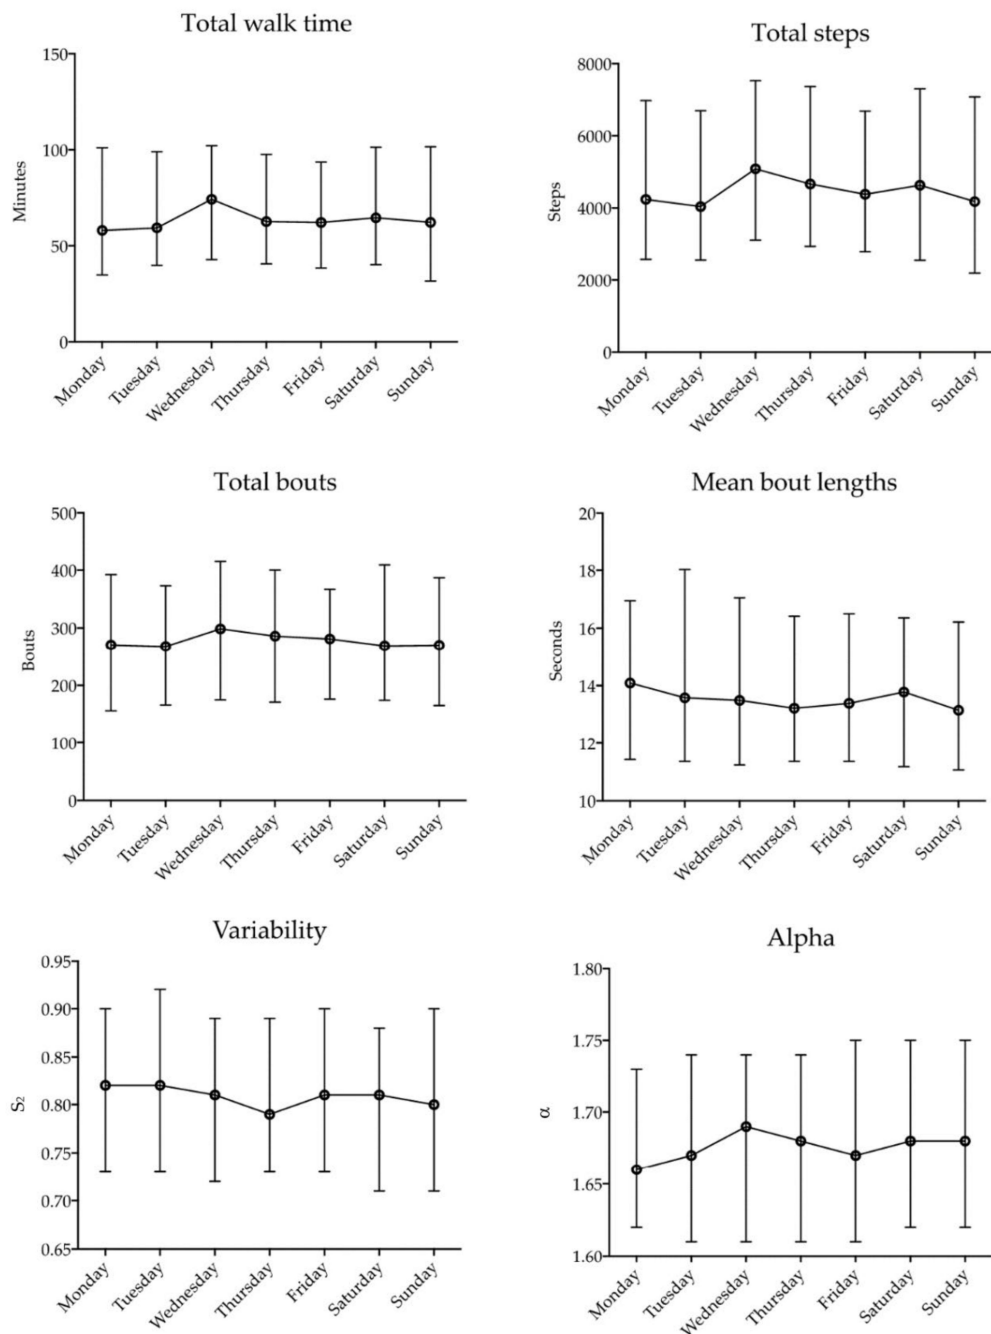 Total walk time
150
100
50
0
Minutes
Monday
Tuesday
Wednesday
Thursday
Friday
Saturday
Sunday
Total steps
8000
6000
4000
2000
0
Steps
Monday
Tuesday
Wednesday
Thursday
Friday
Saturday
Sunday
Total bouts
500
400
300
200
100
0
Bouts
Monday
Tuesday
Wednesday
Thursday
Friday
Saturday
Sunday
Mean bout lengths
20
18
16
14
12
10
Seconds
Monday
Tuesday
Wednesday
Thursday
Friday
Saturday
Sunday
Variability
0.95
0.90
0.85
0.80
0.75
0.70
0.65
S₂
Monday
Tuesday
Wednesday
Thursday
Friday
Saturday
Sunday
Alpha
1.80
1.75
1.70
1.65
1.60
α
Monday
Tuesday
Wednesday
Thursday
Friday
Saturday
Sunday